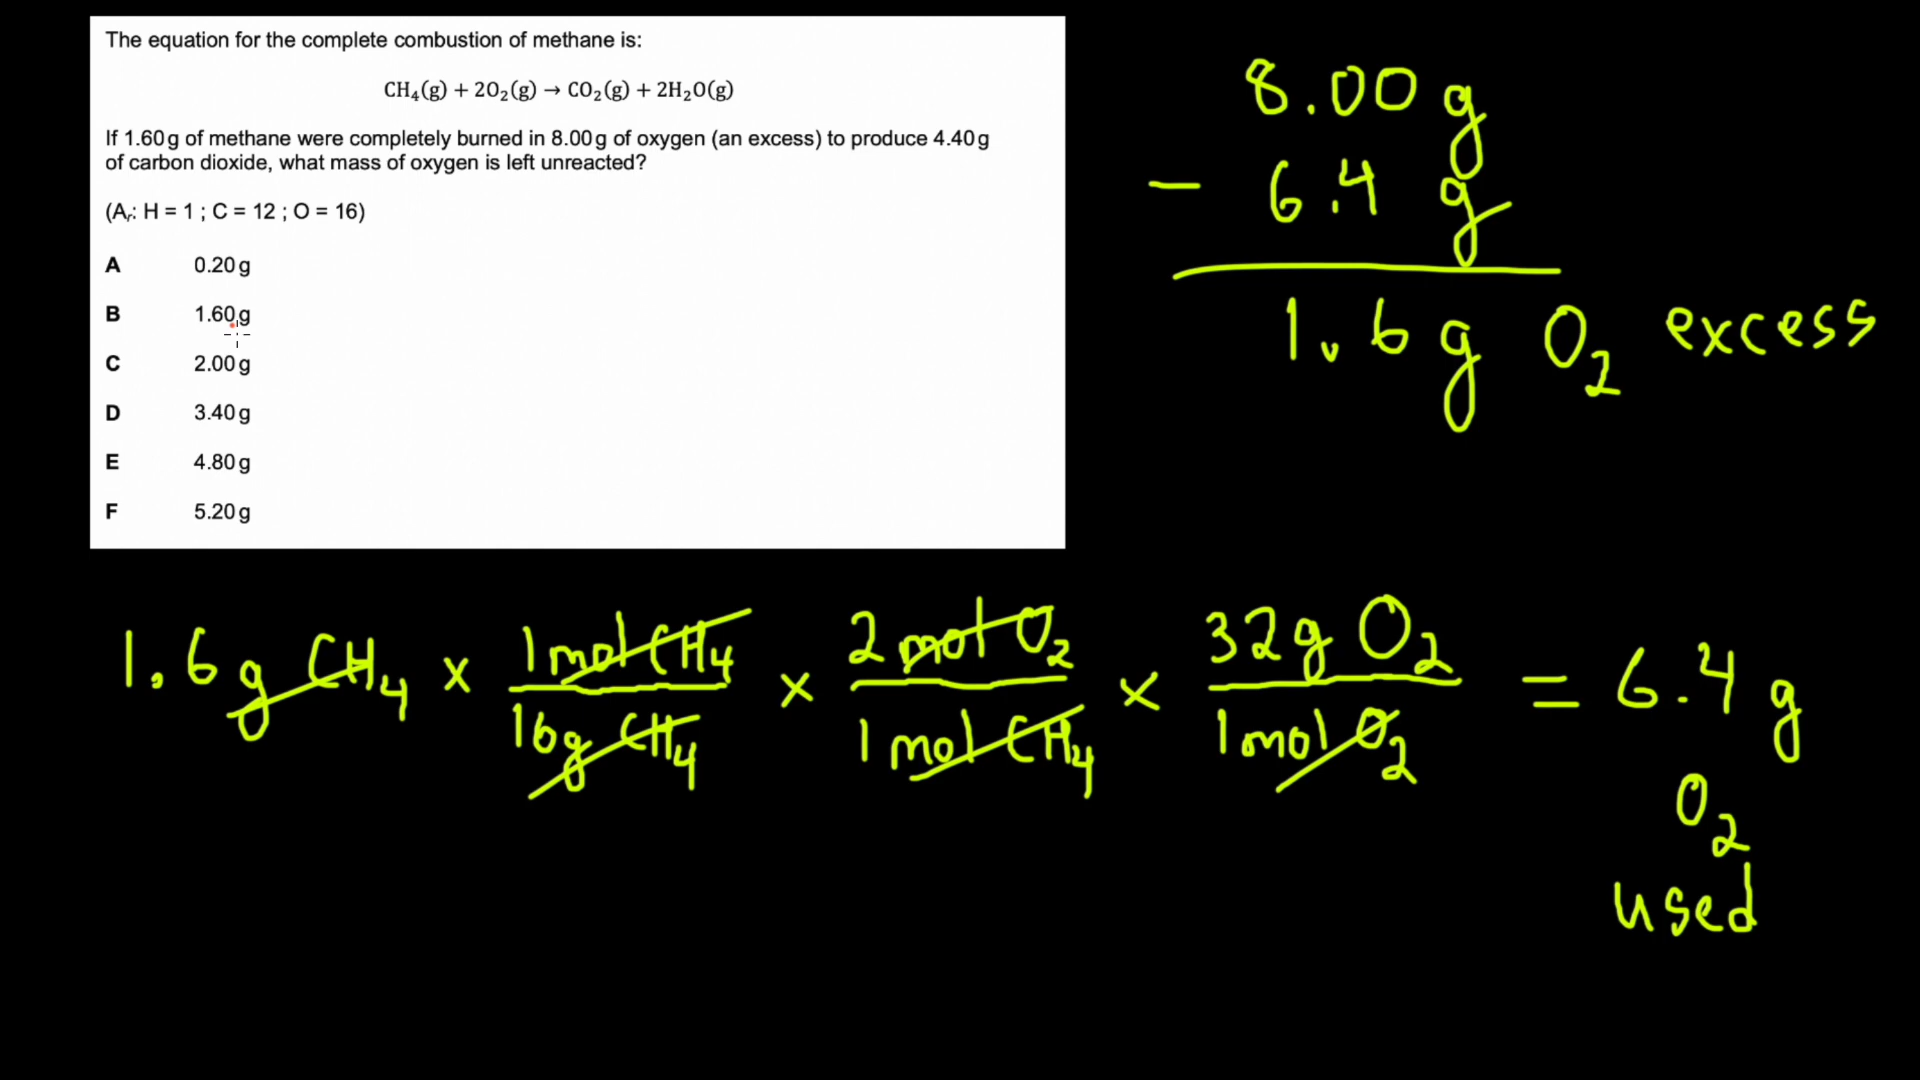 The equation for the complete combustion of methane is:
CH₄(g) + 2O₂(g) → CO₂(g) + 2H₂O(g)
If 1.60 g of methane were completely burned in 8.00 g of oxygen (an excess) to produce 4.40 g
of carbon dioxide, what mass of oxygen is left unreacted?
(Aᵣ: H = 1 ; C = 12 ; O = 16)
A 0.20 g
B 1.60 g
C 2.00 g
D 3.40 g
E 4.80 g
F 5.20 g
8.00 g
− 6.4 g
1.6 g O₂ excess
1.6 g CH₄ × 1 mol CH₄ / 16g CH₄ × 2 mol O₂ / 1 mol CH₄ × 32g O₂ / 1 mol O₂ = 6.4 g
O₂
used